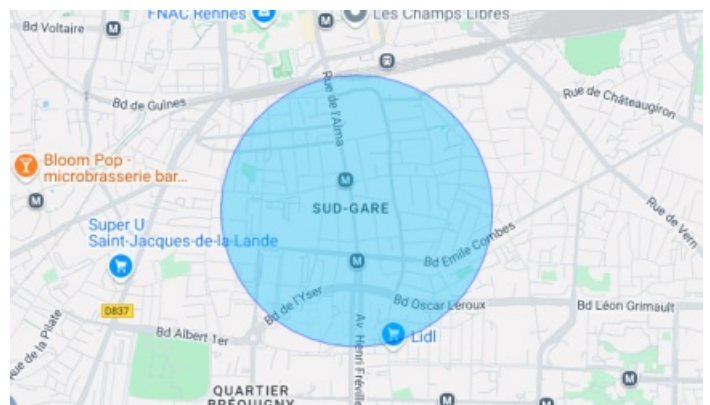 FNAC Rennes
Les Champs Libres
Bd Voltaire
M
M
Bd de Guînes
Rue de l'Alma
Rue de Châteaugiron
Bloom Pop -
microbrasserie bar...
M
M
SUD-GARE
Rue de Vern
Super U
Saint-Jacques-de-la-Lande
Bd Emile Combes
M
D837
Bd de l'Yser
Bd Oscar Leroux
Bd Léon Grimault
Rue de la Pilate
Bd Albert 1er
Av. Henri Fréville
Lidl
M
QUARTIER
BRÉQUIGNY
M